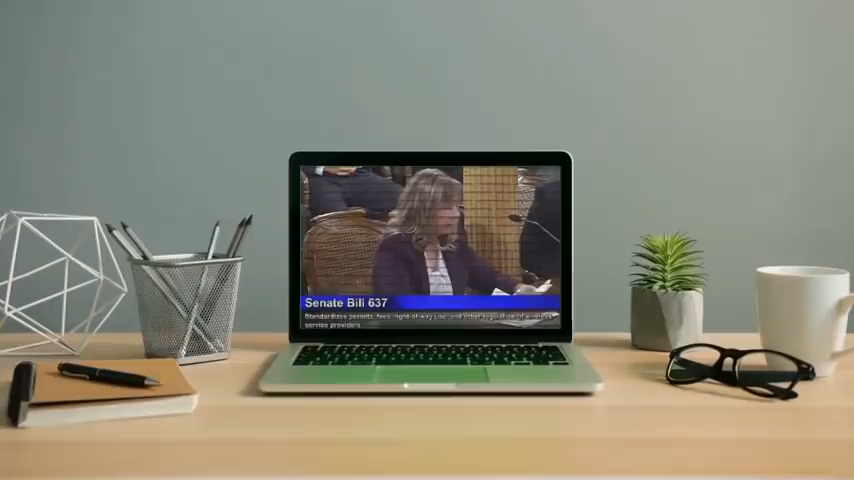 Senate Bill 637
Standardizes permits, fees, right-of-way use, and other regulation of wireless
service providers.